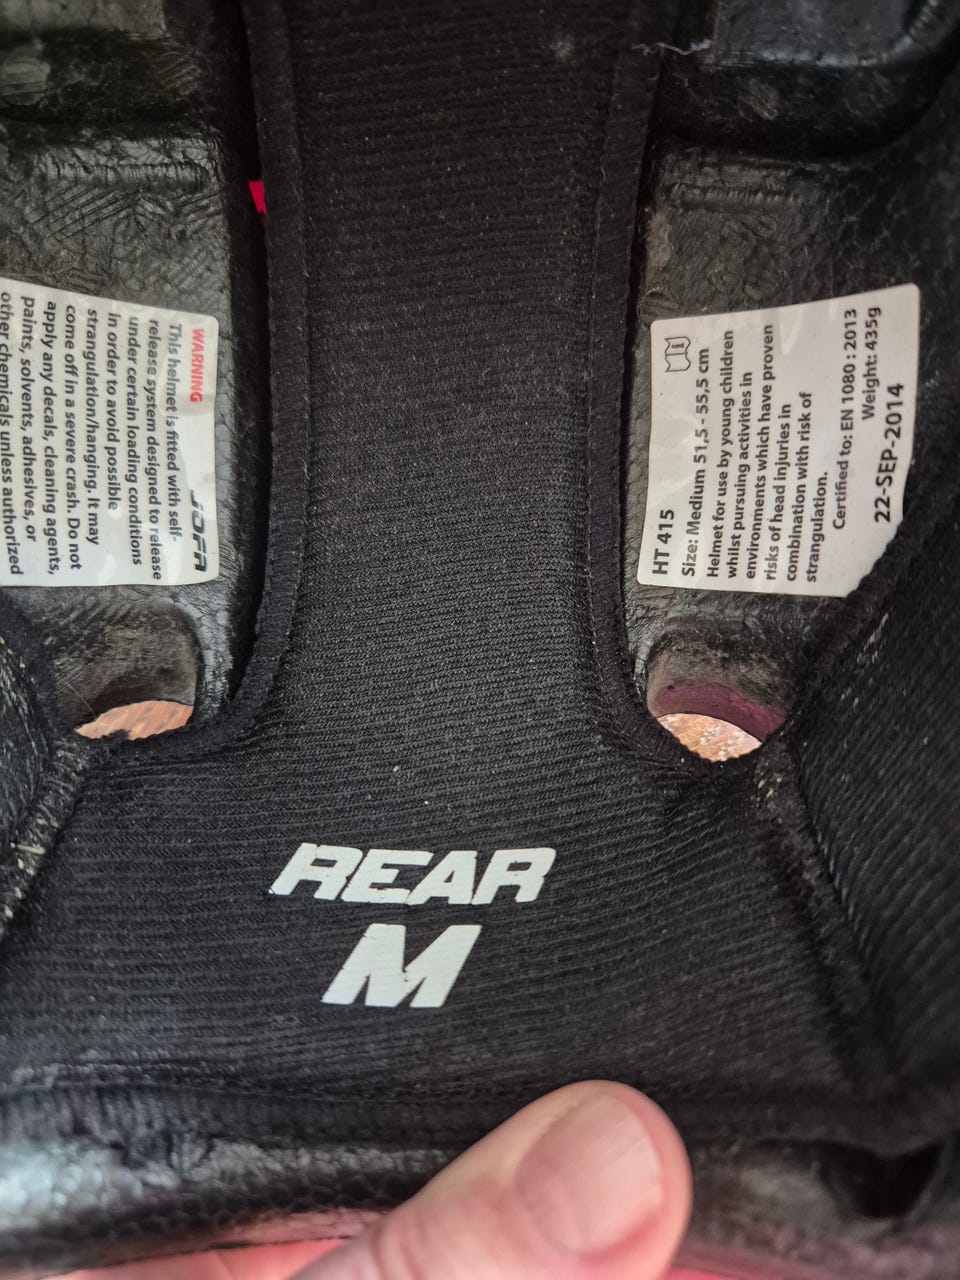 WARNING
This helmet is fitted with self-
release system designed to release
under certain loading conditions
in order to avoid possible
strangulation/hanging. It may
come off in a severe crash. Do not
apply any decals, cleaning agents,
paints, solvents, adhesives, or
other chemicals unless authorized
JOFA
HT 415
Size: Medium 51,5 - 55,5 cm
Helmet for use by young children
whilst pursuing activities in
environments which have proven
risks of head injuries in
combination with risk of
strangulation.
Certified to: EN 1080 : 2013
Weight: 435g
22-SEP-2014
REAR
M